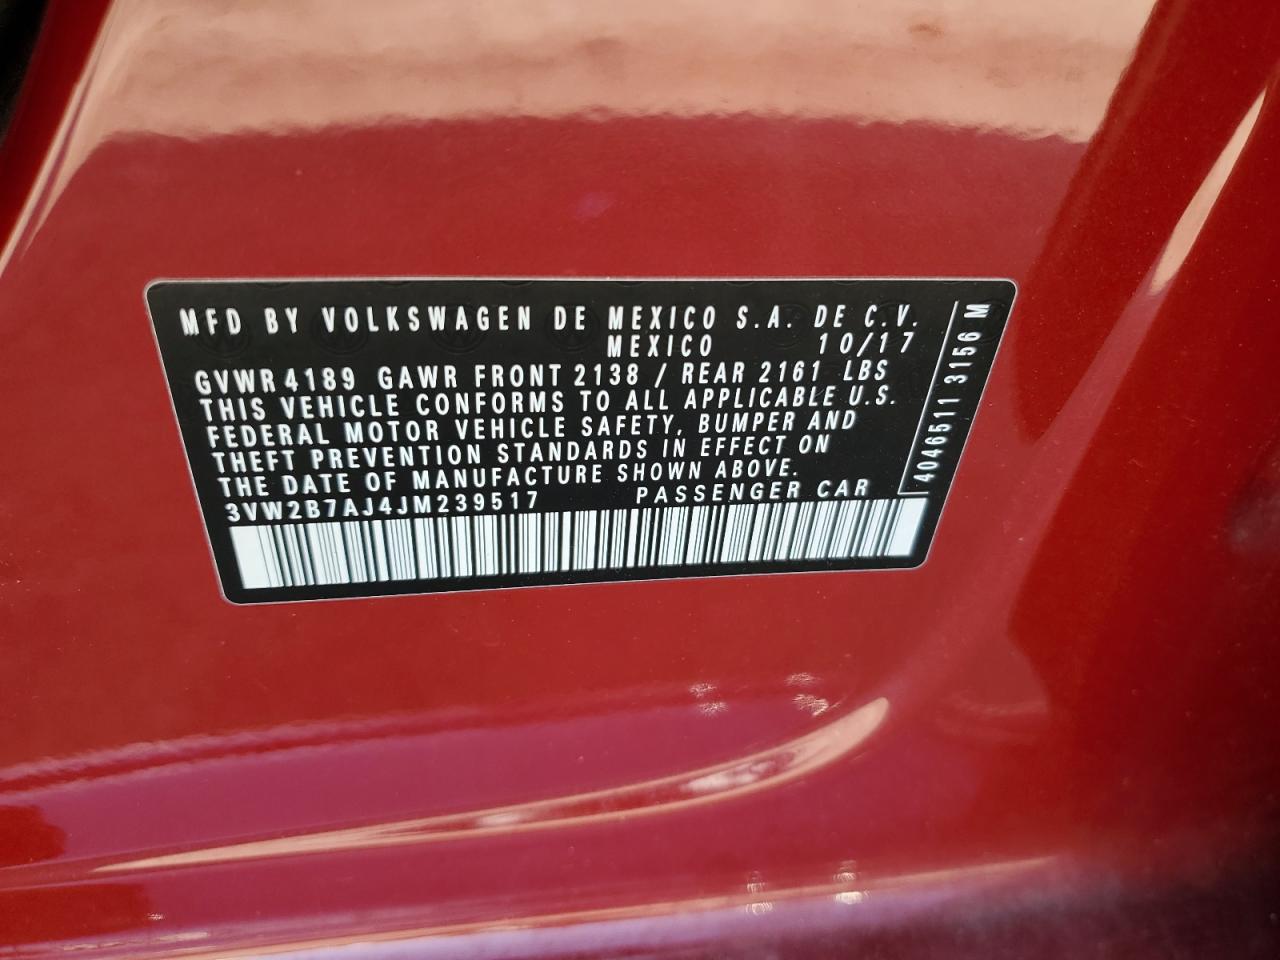 MFD BY VOLKSWAGEN DE MEXICO S.A. DE C.V.
MEXICO 10/17
GVWR 4189 GAWR FRONT 2138 / REAR 2161 LBS
THIS VEHICLE CONFORMS TO ALL APPLICABLE U.S.
FEDERAL MOTOR VEHICLE SAFETY, BUMPER AND
THEFT PREVENTION STANDARDS IN EFFECT ON
THE DATE OF MANUFACTURE SHOWN ABOVE.
3VW2B7AJ4JM239517 PASSENGER CAR
4046511 3156 M